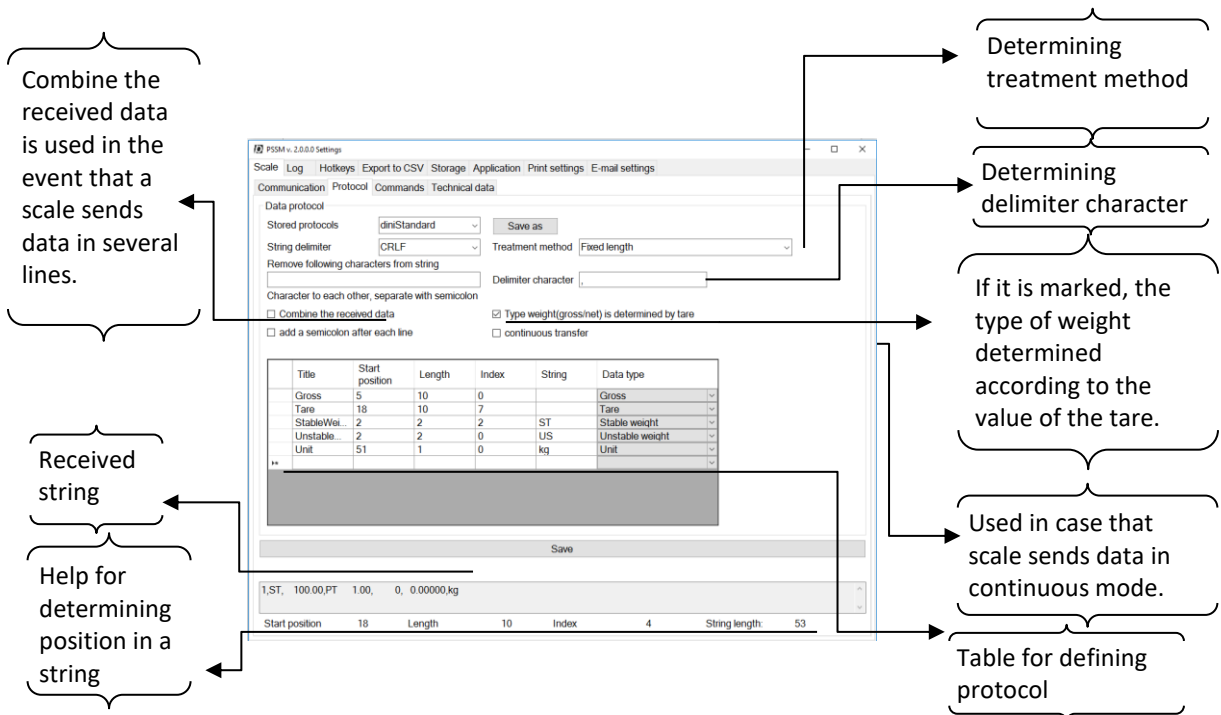 Combine the
received data
is used in the
event that a
scale sends
data in several
lines.
Received
string
Help for
determining
position in a
string
PSSM v. 2.0.0.0 Settings
Scale Log Hotkeys Export to CSV Storage Application Print settings E-mail settings
Communication Protocol Commands Technical data
Data protocol
Stored protocols diniStandard Save as
String delimiter CRLF Treatment method Fixed length
Remove following characters from string
Delimiter character ,
Character to each other, separate with semicolon
Combine the received data Type weight(gross/net) is determined by tare
add a semicolon after each line continuous transfer
Title Start position Length Index String Data type
Gross 5 10 0 Gross
Tare 18 10 7 Tare
StableWei... 2 2 2 ST Stable weight
Unstable... 2 2 0 US Unstable weight
Unit 51 1 0 kg Unit
Save
1,ST, 100.00,PT 1.00, 0, 0.00000,kg
Start position 18 Length 10 Index 4 String length: 53
Determining
treatment method
Determining
delimiter character
If it is marked, the
type of weight
determined
according to the
value of the tare.
Used in case that
scale sends data in
continuous mode.
Table for defining
protocol